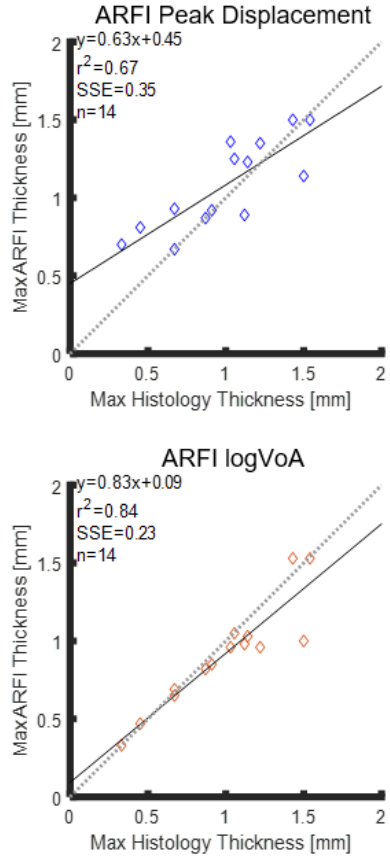 ARFI Peak Displacement
y=0.63x+0.45
r²=0.67
SSE=0.35
n=14
2
1.5
1
0.5
0
MaxARFI Thickness [mm]
0 0.5 1 1.5 2
Max Histology Thickness [mm]
ARFI logVoA
y=0.83x+0.09
r²=0.84
SSE=0.23
n=14
2
1.5
1
0.5
0
MaxARFI Thickness [mm]
0 0.5 1 1.5 2
Max Histology Thickness [mm]